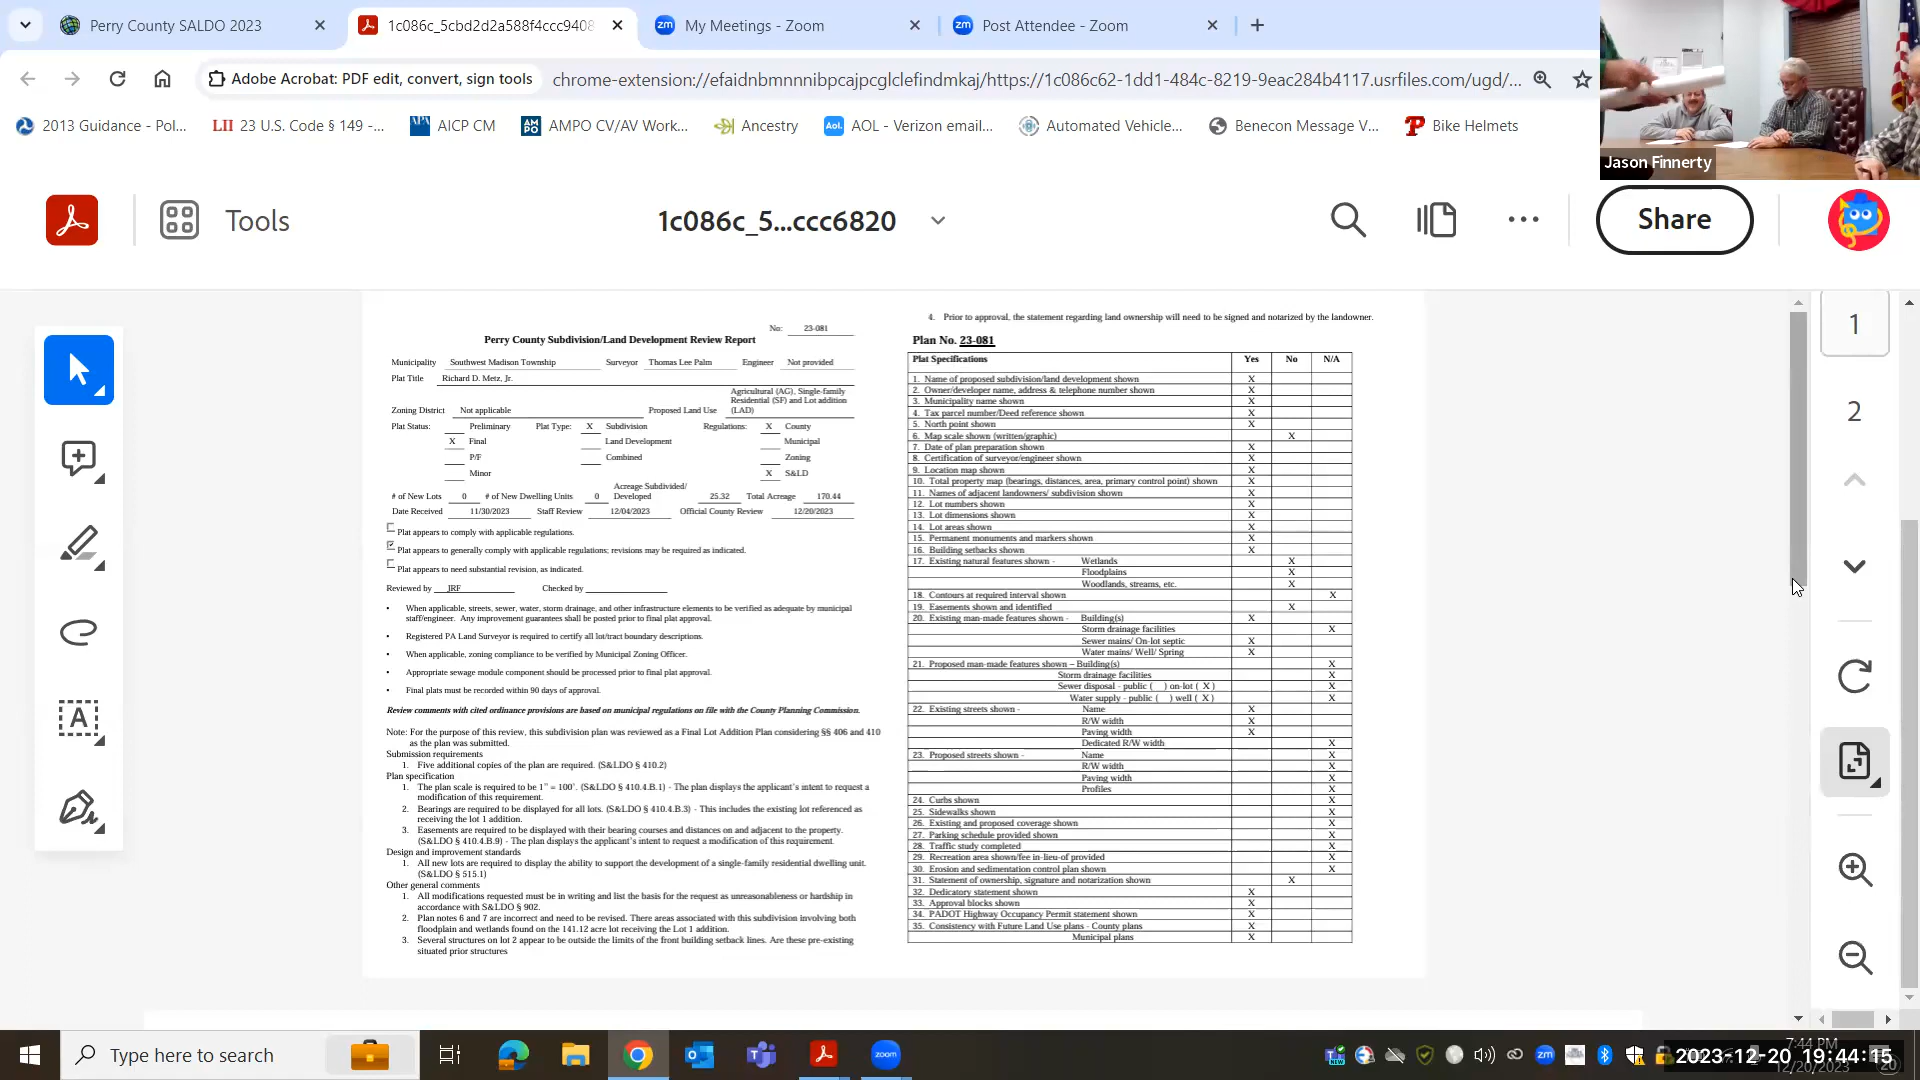 Perry County SALDO 2023
1c086c_5cbd2d2a588f4ccc9408
My Meetings - Zoom
Post Attendee - Zoom
Adobe Acrobat: PDF edit, convert, sign tools
chrome-extension://efaidnbmnnnibpcajpcglclefindmkaj/https://1c086c62-1dd1-484c-8219-9eac284b4117.usrfiles.com/ugd/...
2013 Guidance - Pol...
LII 23 U.S. Code § 149 -...
AICP CM
AMPO CV/AV Work...
Ancestry
Aol. AOL - Verizon email...
Automated Vehicle...
Benecon Message V...
Bike Helmets
Jason Finnerty
Tools
1c086c_5...ccc6820
Share
1
2
No: 23-081
Perry County Subdivision/Land Development Review Report
Municipality Southwest Madison Township Surveyor Thomas Lee Palm Engineer Not provided
Plat Title Richard D. Metz, Jr.
Agricultural (AG), Single-family
Residential (SF) and Lot addition
Zoning District Not applicable Proposed Land Use (LAD)
Plat Status: Preliminary Plat Type: X Subdivision Regulations: X County
X Final Land Development Municipal
P/F Combined Zoning
Minor X S&LD
Acreage Subdivided/
# of New Lots 0 # of New Dwelling Units 0 Developed 25.32 Total Acreage 170.44
Date Received 11/30/2023 Staff Review 12/04/2023 Official County Review 12/20/2023
Plat appears to comply with applicable regulations.
Plat appears to generally comply with applicable regulations; revisions may be required as indicated.
Plat appears to need substantial revision, as indicated.
Reviewed by JRF Checked by
• When applicable, streets, sewer, water, storm drainage, and other infrastructure elements to be verified as adequate by municipal
staff/engineer. Any improvement guarantees shall be posted prior to final plat approval.
• Registered PA Land Surveyor is required to certify all lot/tract boundary descriptions.
• When applicable, zoning compliance to be verified by Municipal Zoning Officer.
• Appropriate sewage module component should be processed prior to final plat approval.
• Final plats must be recorded within 90 days of approval.
Review comments with cited ordinance provisions are based on municipal regulations on file with the County Planning Commission.
Note: For the purpose of this review, this subdivision plan was reviewed as a Final Lot Addition Plan considering §§ 406 and 410
as the plan was submitted.
Submission requirements
1. Five additional copies of the plan are required. (S&LDO § 410.2)
Plan specification
1. The plan scale is required to be 1" = 100'. (S&LDO § 410.4.B.1) - The plan displays the applicant's intent to request a
modification of this requirement.
2. Bearings are required to be displayed for all lots. (S&LDO § 410.4.B.3) - This includes the existing lot referenced as
receiving the lot 1 addition.
3. Easements are required to be displayed with their bearing courses and distances on and adjacent to the property.
(S&LDO § 410.4.B.9) - The plan displays the applicant's intent to request a modification of this requirement.
Design and improvement standards
1. All new lots are required to display the ability to support the development of a single-family residential dwelling unit.
(S&LDO § 515.1)
Other general comments
1. All modifications requested must be in writing and list the basis for the request as unreasonableness or hardship in
accordance with S&LDO § 902.
2. Plan notes 6 and 7 are incorrect and need to be revised. There areas associated with this subdivision involving both
floodplain and wetlands found on the 141.12 acre lot receiving the Lot 1 addition.
3. Several structures on lot 2 appear to be outside the limits of the front building setback lines. Are these pre-existing
situated prior structures
4. Prior to approval, the statement regarding land ownership will need to be signed and notarized by the landowner.
Plan No. 23-081
Plat Specifications Yes No N/A
1. Name of proposed subdivision/land development shown X
2. Owner/developer name, address & telephone number shown X
3. Municipality name shown X
4. Tax parcel number/Deed reference shown X
5. North point shown X
6. Map scale shown (written/graphic) X
7. Date of plan preparation shown X
8. Certification of surveyor/engineer shown X
9. Location map shown X
10. Total property map (bearings, distances, area, primary control point) shown X
11. Names of adjacent landowners/ subdivision shown X
12. Lot numbers shown X
13. Lot dimensions shown X
14. Lot areas shown X
15. Permanent monuments and markers shown X
16. Building setbacks shown X
17. Existing natural features shown - Wetlands X
Floodplains X
Woodlands, streams, etc. X
18. Contours at required interval shown X
19. Easements shown and identified X
20. Existing man-made features shown - Building(s) X
Storm drainage facilities X
Sewer mains/ On-lot septic X
Water mains/ Well/ Spring X
21. Proposed man-made features shown – Building(s) X
Storm drainage facilities X
Sewer disposal - public ( ) on-lot ( X ) X
Water supply - public ( ) well ( X ) X
22. Existing streets shown - Name X
R/W width X
Paving width X
Dedicated R/W width X
23. Proposed streets shown - Name X
R/W width X
Paving width X
Profiles X
24. Curbs shown X
25. Sidewalks shown X
26. Existing and proposed coverage shown X
27. Parking schedule provided shown X
28. Traffic study completed X
29. Recreation area shown/fee in-lieu-of provided X
30. Erosion and sedimentation control plan shown X
31. Statement of ownership, signature and notarization shown X
32. Dedicatory statement shown X
33. Approval blocks shown X
34. PADOT Highway Occupancy Permit statement shown X
35. Consistency with Future Land Use plans - County plans X
Municipal plans X
Type here to search
7:44 PM
2023-12-20 19:44:15
12/20/2023